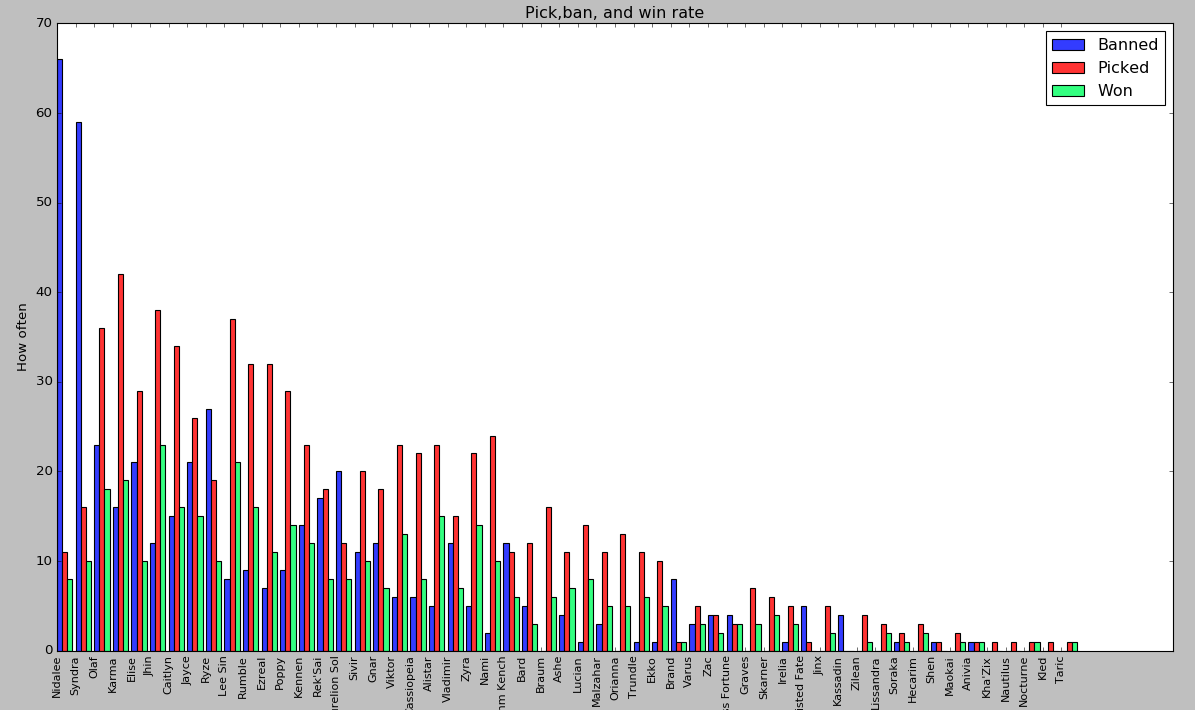 Pick,ban, and win rate
Banned
Picked
Won
How often
70
60
50
40
30
20
10
0
Nidalee
Syndra
Olaf
Karma
Elise
Jhin
Caitlyn
Jayce
Ryze
Lee Sin
Rumble
Ezreal
Poppy
Kennen
Rek'Sai
urelion Sol
Sivir
Gnar
Viktor
Cassiopeia
Alistar
Vladimir
Zyra
Nami
hm Kench
Bard
Braum
Ashe
Lucian
Malzahar
Orianna
Trundle
Ekko
Brand
Varus
Zac
ss Fortune
Graves
Skarner
Irelia
isted Fate
Jinx
Kassadin
Zilean
Lissandra
Soraka
Hecarim
Shen
Maokai
Anivia
Kha'Zix
Nautilus
Nocturne
Kled
Taric